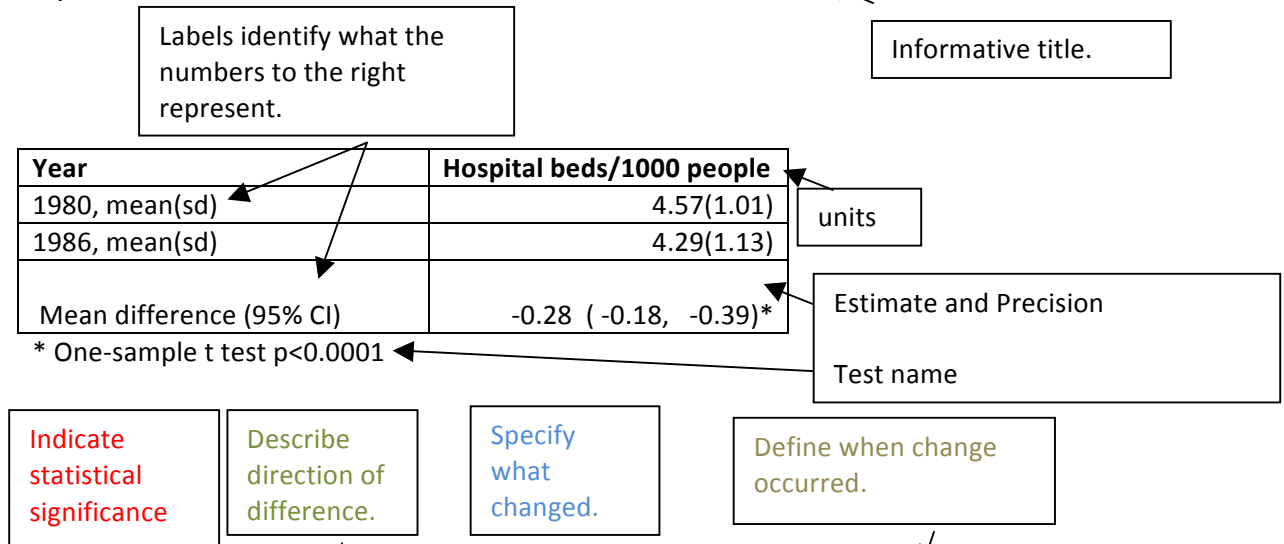 Labels identify what the
numbers to the right
represent.
Informative title.
Year Hospital beds/1000 people
1980, mean(sd) 4.57(1.01)
1986, mean(sd) 4.29(1.13)
units
Mean difference (95% CI) -0.28 ( -0.18, -0.39)*
Estimate and Precision
* One-sample t test p<0.0001
Test name
Indicate
statistical
significance
Describe
direction of
difference.
Specify
what
changed.
Define when change
occurred.